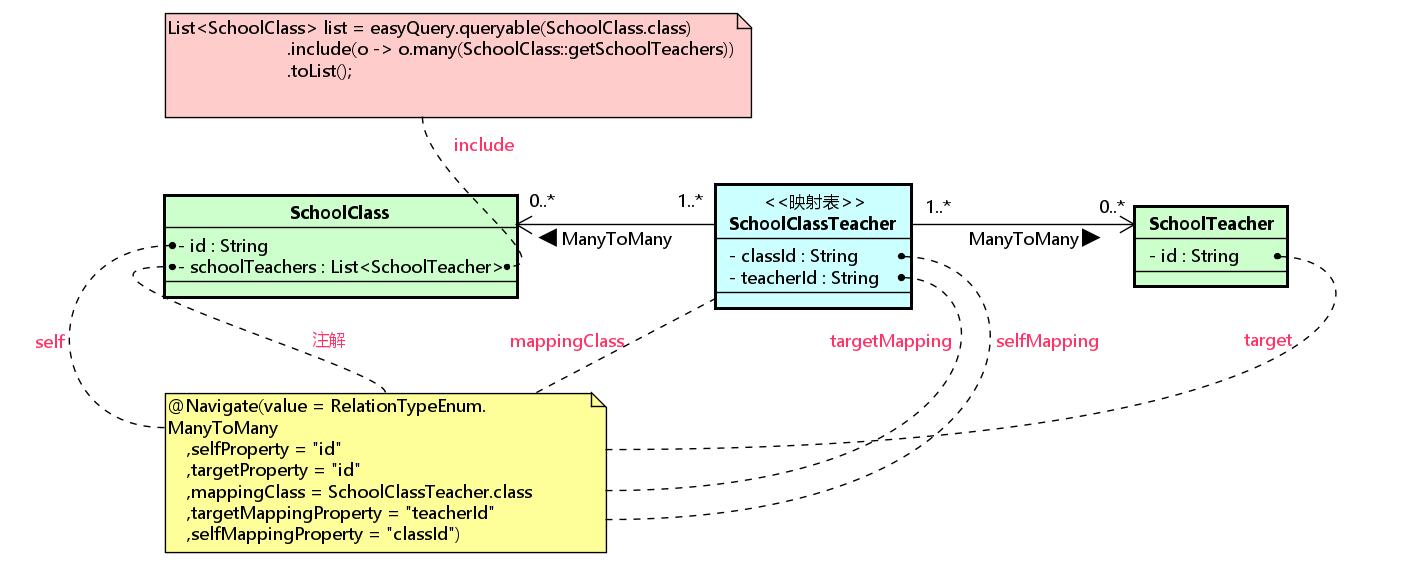 List<SchoolClass> list = easyQuery.queryable(SchoolClass.class)
.include(o -> o.many(SchoolClass::getSchoolTeachers))
.toList();
include
SchoolClass
- id : String
- schoolTeachers : List<SchoolTeacher>
0..*
1..*
ManyToMany
<<映射表>>
SchoolClassTeacher
- classId : String
- teacherId : String
1..*
0..*
ManyToMany
SchoolTeacher
- id : String
self
注解
mappingClass
targetMapping
selfMapping
target
@Navigate(value = RelationTypeEnum.
ManyToMany
,selfProperty = "id"
,targetProperty = "id"
,mappingClass = SchoolClassTeacher.class
,targetMappingProperty = "teacherId"
,selfMappingProperty = "classId")